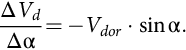 ΔV_d/Δα = −V_dor · sin α.